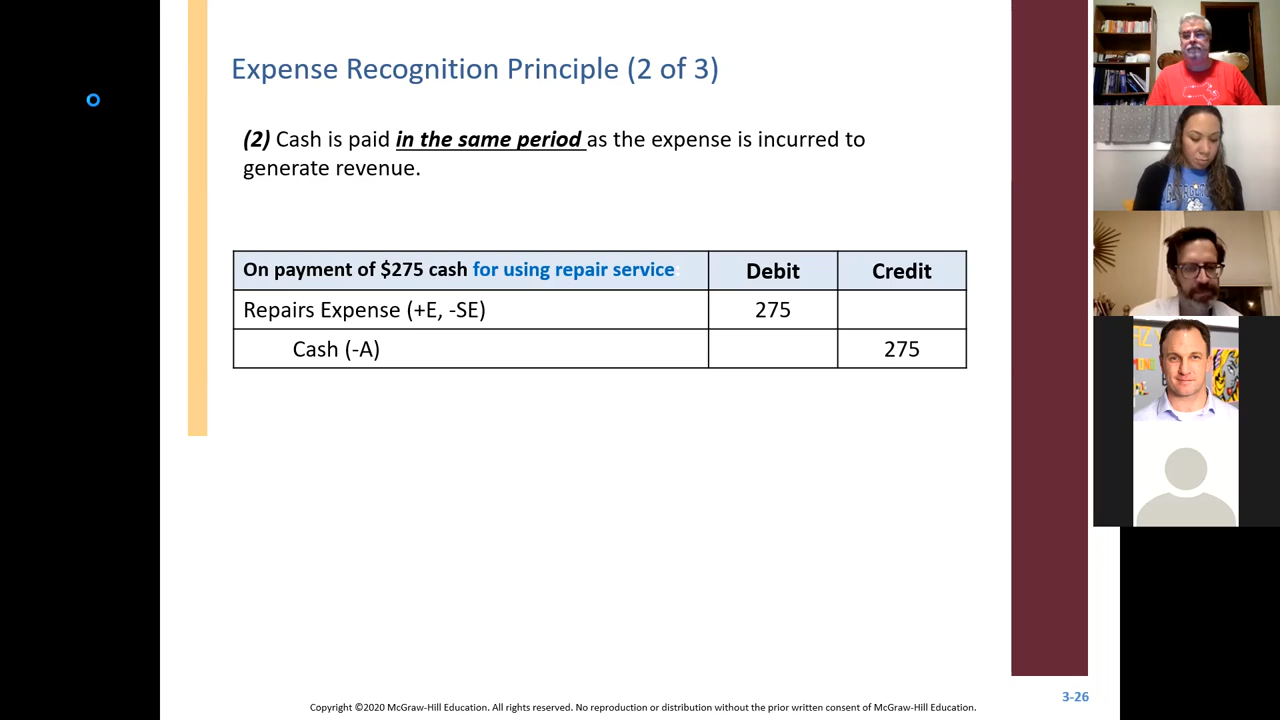 Expense Recognition Principle (2 of 3)
(2) Cash is paid in the same period as the expense is incurred to
generate revenue.
On payment of $275 cash for using repair service: Debit Credit
Repairs Expense (+E, -SE) 275
Cash (-A) 275
3-26
Copyright ©2020 McGraw-Hill Education. All rights reserved. No reproduction or distribution without the prior written consent of McGraw-Hill Education.